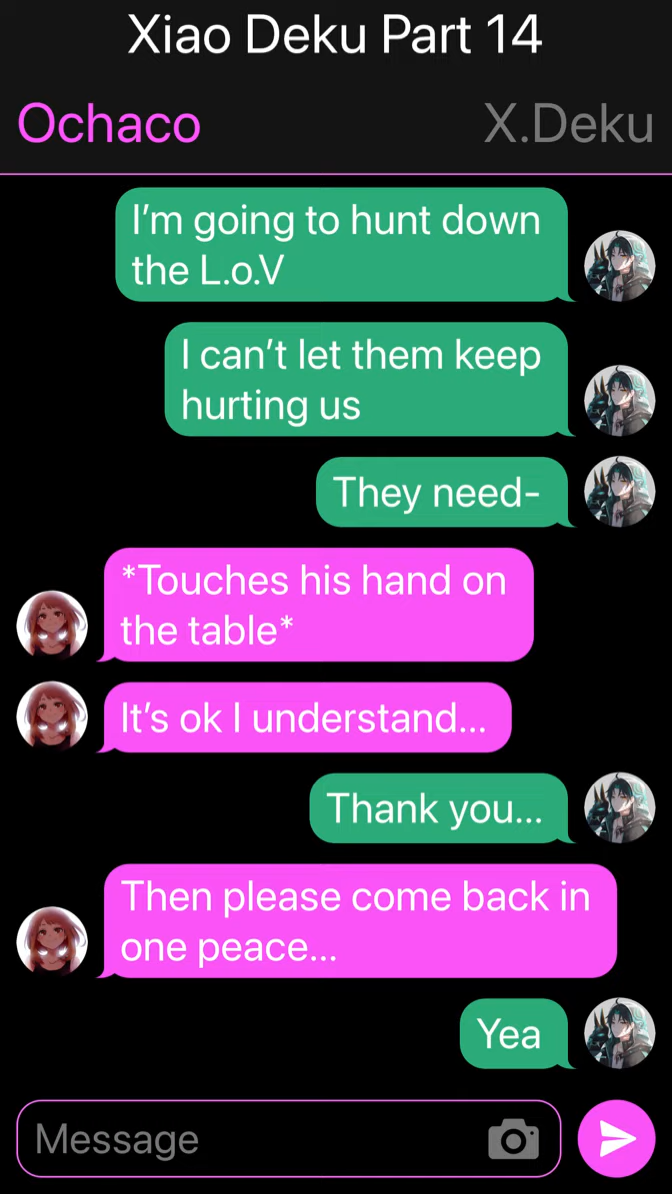 Xiao Deku Part 14
Ochaco X.Deku
I’m going to hunt down
the L.o.V
I can’t let them keep
hurting us
They need-
*Touches his hand on
the table*
It’s ok I understand...
Thank you...
Then please come back in
one peace...
Yea
Message